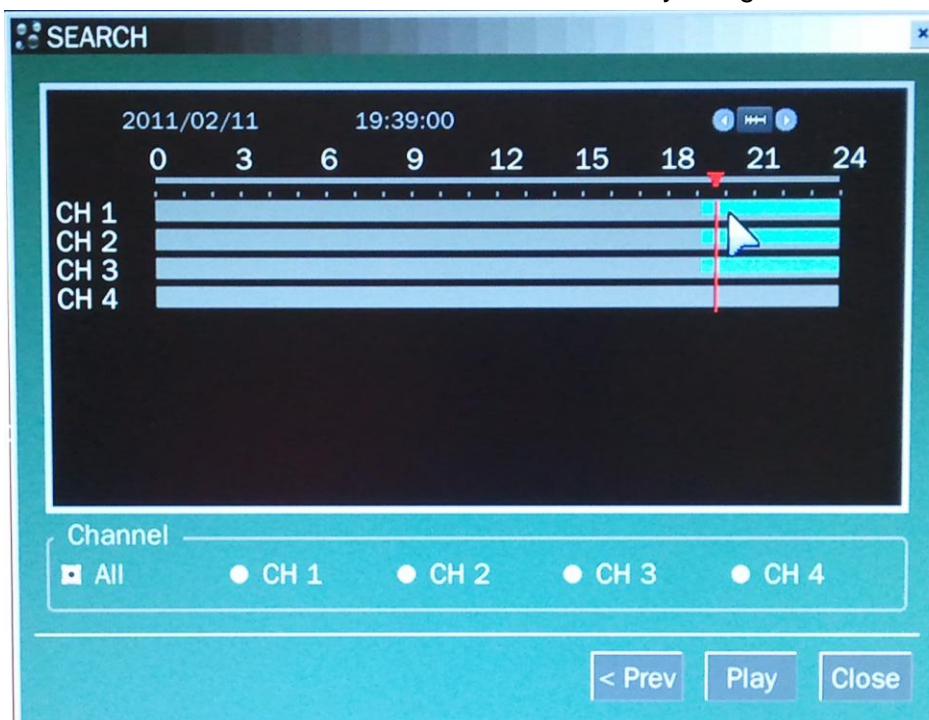 SEARCH
2011/02/11 19:39:00
0 3 6 9 12 15 18 21 24
CH 1
CH 2
CH 3
CH 4
Channel
All CH 1 CH 2 CH 3 CH 4
< Prev Play Close